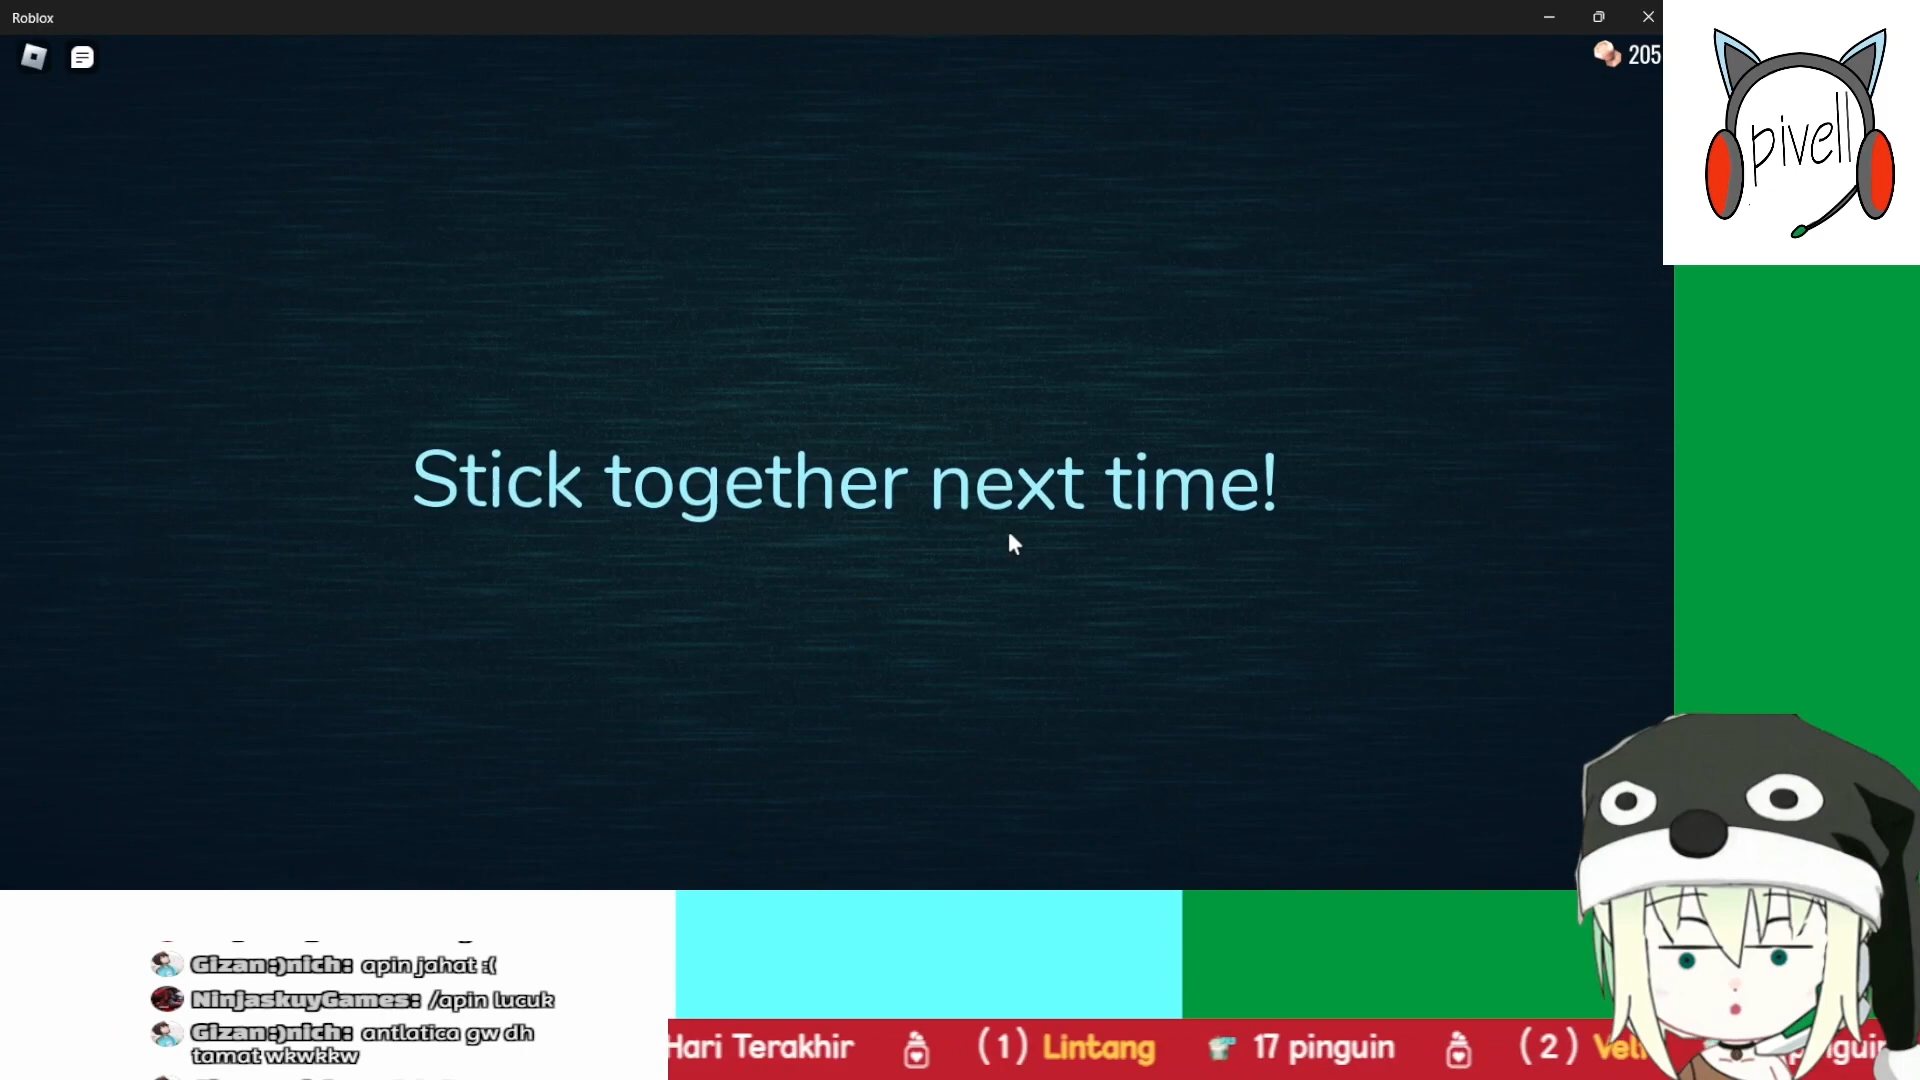 Roblox
205
pivell
Stick together next time!
Gizan:)nich: apin jahat :(
NinjaskuyGames: /apin lucuk
Gizan:)nich: antlatica gw dh
tamat wkwkkw
Hari Terakhir (1) Lintang 17 pinguin (2)